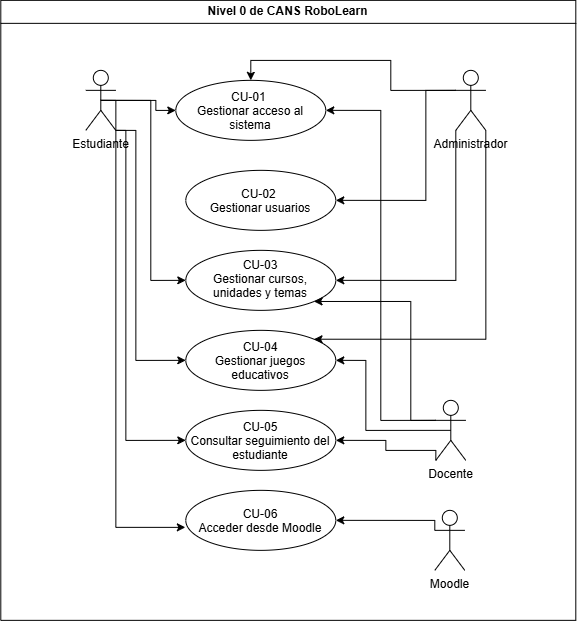 Nivel 0 de CANS RoboLearn
CU-01
Gestionar acceso al
sistema
Estudiante
Administrador
CU-02
Gestionar usuarios
CU-03
Gestionar cursos,
unidades y temas
CU-04
Gestionar juegos
educativos
CU-05
Consultar seguimiento del
estudiante
Docente
CU-06
Acceder desde Moodle
Moodle